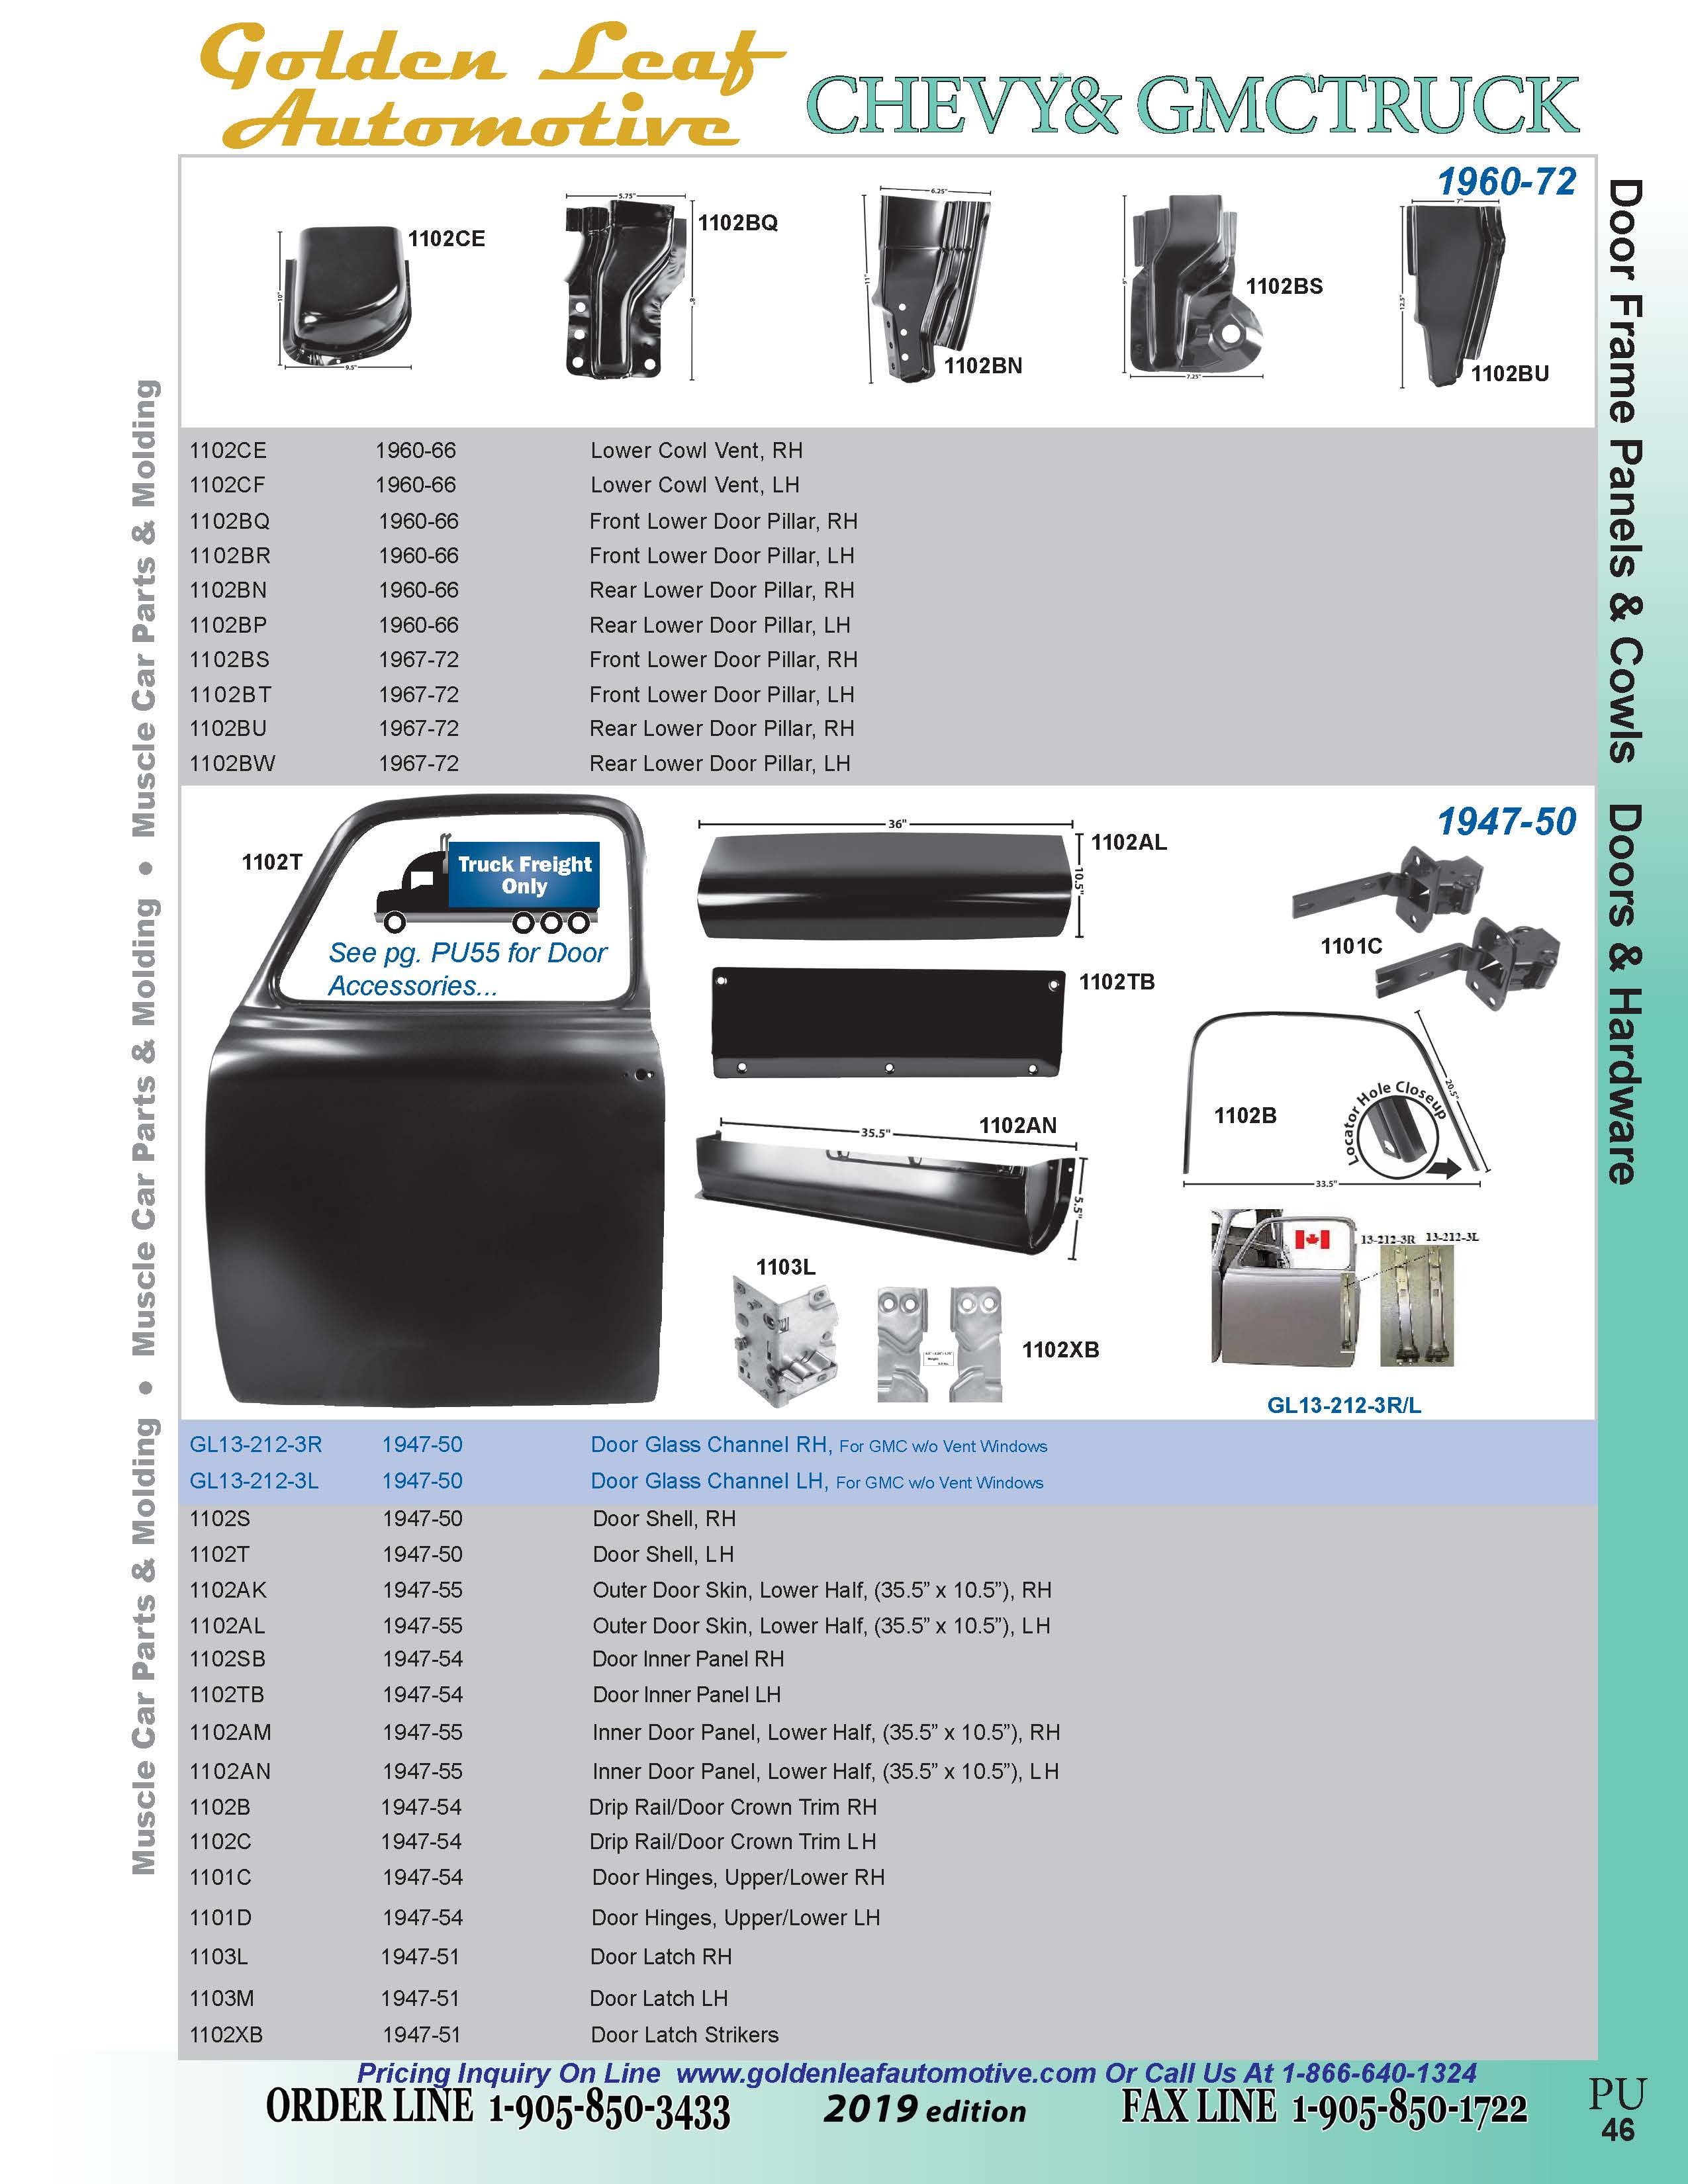 Golden Leaf
Automotive
CHEVY& GMCTRUCK
1960-72
1102CE
10"
9.5"
5.75"
1102BQ
8"
6.25"
11"
1102BN
9"
1102BS
7.25"
7"
12.5"
1102BU
1102CE 1960-66 Lower Cowl Vent, RH
1102CF 1960-66 Lower Cowl Vent, LH
1102BQ 1960-66 Front Lower Door Pillar, RH
1102BR 1960-66 Front Lower Door Pillar, LH
1102BN 1960-66 Rear Lower Door Pillar, RH
1102BP 1960-66 Rear Lower Door Pillar, LH
1102BS 1967-72 Front Lower Door Pillar, RH
1102BT 1967-72 Front Lower Door Pillar, LH
1102BU 1967-72 Rear Lower Door Pillar, RH
1102BW 1967-72 Rear Lower Door Pillar, LH
1947-50
1102T
Truck Freight
Only
See pg. PU55 for Door
Accessories...
36"
1102AL
10.5"
1102TB
1101C
1102AN
35.5"
5.5"
1102B
20.5"
Locator Hole Closeup
33.5"
1103L
1102XB
13-212-3R 13-212-3L
GL13-212-3R/L
GL13-212-3R 1947-50 Door Glass Channel RH, For GMC w/o Vent Windows
GL13-212-3L 1947-50 Door Glass Channel LH, For GMC w/o Vent Windows
1102S 1947-50 Door Shell, RH
1102T 1947-50 Door Shell, LH
1102AK 1947-55 Outer Door Skin, Lower Half, (35.5” x 10.5”), RH
1102AL 1947-55 Outer Door Skin, Lower Half, (35.5” x 10.5”), LH
1102SB 1947-54 Door Inner Panel RH
1102TB 1947-54 Door Inner Panel LH
1102AM 1947-55 Inner Door Panel, Lower Half, (35.5” x 10.5”), RH
1102AN 1947-55 Inner Door Panel, Lower Half, (35.5” x 10.5”), LH
1102B 1947-54 Drip Rail/Door Crown Trim RH
1102C 1947-54 Drip Rail/Door Crown Trim LH
1101C 1947-54 Door Hinges, Upper/Lower RH
1101D 1947-54 Door Hinges, Upper/Lower LH
1103L 1947-51 Door Latch RH
1103M 1947-51 Door Latch LH
1102XB 1947-51 Door Latch Strikers
Pricing Inquiry On Line www.goldenleafautomotive.com Or Call Us At 1-866-640-1324
ORDER LINE 1-905-850-3433 2019 edition FAX LINE 1-905-850-1722
PU
46
Door Frame Panels & Cowls Doors & Hardware
Muscle Car Parts & Molding • Muscle Car Parts & Molding • Muscle Car Parts & Molding